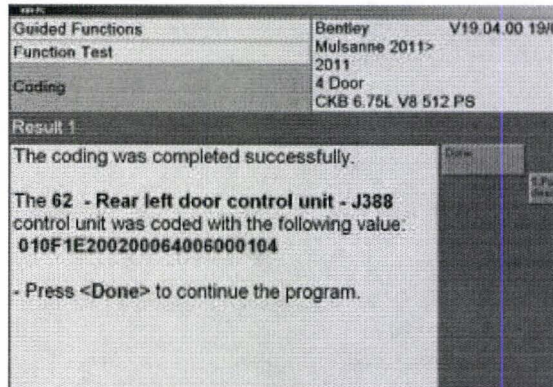 Guided Functions
Bentley V19.04.00 19/0
Function Test
Mulsanne 2011>
2011
Coding
4 Door
CKB 6.75L V8 512 PS
Result 1
The coding was completed successfully.
Done
The 62 - Rear left door control unit - J388
control unit was coded with the following value:
010F1E200200064006000104
- Press <Done> to continue the program.